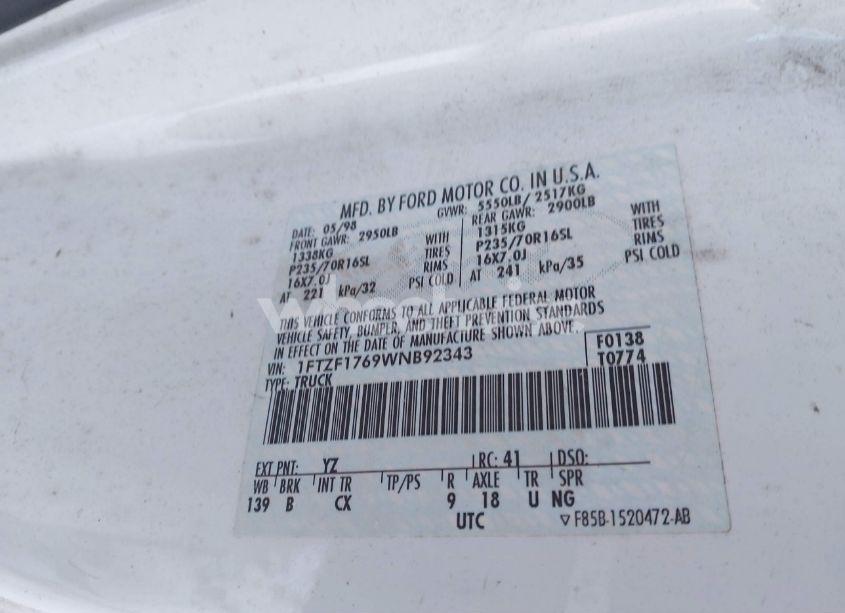 MFD. BY FORD MOTOR CO. IN U.S.A.
DATE: 05/98 GVWR: 5550LB/ 2517KG
FRONT GAWR: 2950LB REAR GAWR: 2900LB
1338KG WITH 1315KG WITH
P235/70R16SL TIRES P235/70R16SL TIRES
16X7.0J RIMS 16X7.0J RIMS
AT 221 kPa/32 PSI COLD AT 241 kPa/35 PSI COLD
THIS VEHICLE CONFORMS TO ALL APPLICABLE FEDERAL MOTOR
VEHICLE SAFETY, BUMPER, AND THEFT PREVENTION STANDARDS
IN EFFECT ON THE DATE OF MANUFACTURE SHOWN ABOVE.
VIN: 1FTZF1769WNB92343 F0138
TYPE: TRUCK T0774
EXT PNT: YZ RC: 41 DSO:
WB BRK INT TR TP/PS R AXLE TR SPR
139 B CX 9 18 U NG
UTC ▽ F85B-1520472-AB